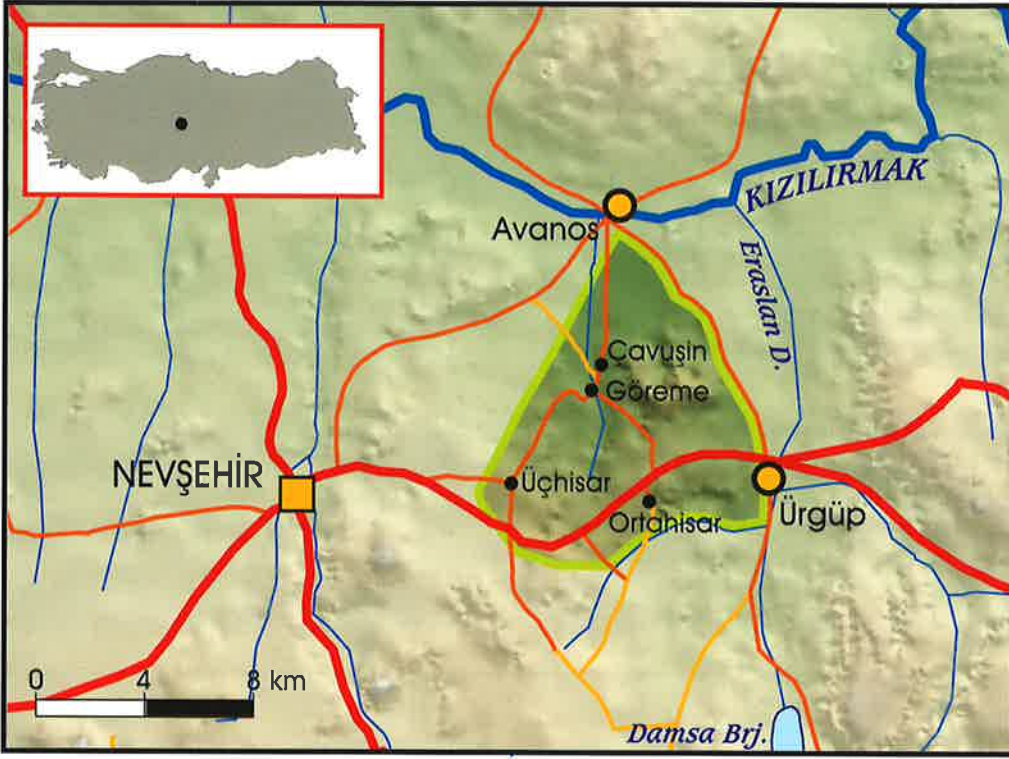 KIZILIRMAK
Avanos
Eraslan D.
Çavuşin
Göreme
NEVŞEHİR
Üçhisar
Ortahisar
Ürgüp
0 4 8 km
Damsa Brj.